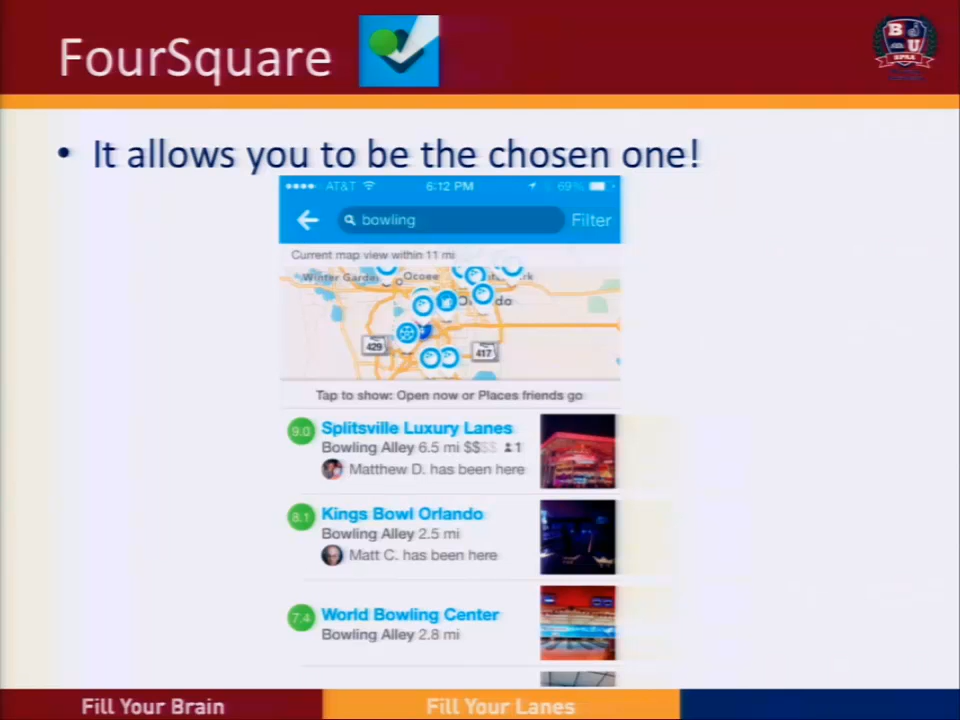 FourSquare
BU
BPAA
• It allows you to be the chosen one!
AT&T 6:12 PM 69%
bowling Filter
Current map view within 11 mi
Winter Garden Ocoee
429 417
Tap to show: Open now or Places friends go
9.0 Splitsville Luxury Lanes
Bowling Alley 6.5 mi $$$$ 1
Matthew D. has been here
8.1 Kings Bowl Orlando
Bowling Alley 2.5 mi
Matt C. has been here
7.4 World Bowling Center
Bowling Alley 2.8 mi
Fill Your Brain Fill Your Lanes